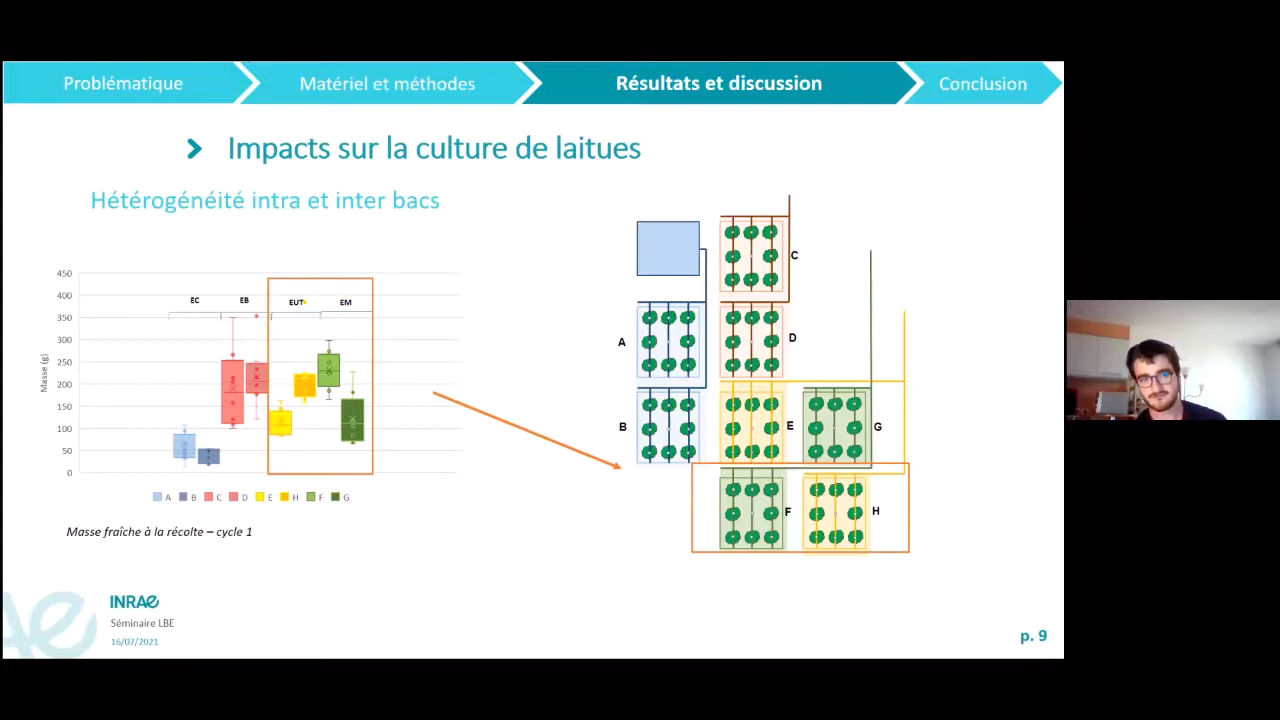 Problématique
Matériel et méthodes
Résultats et discussion
Conclusion
Impacts sur la culture de laitues
Hétérogénéité intra et inter bacs
450
400
350
300
250
200
150
100
50
0
Masse (g)
EC
EB
EUT
EM
A B C D E H F G
Masse fraîche à la récolte – cycle 1
A
B
C
D
E
G
F
H
INRAE
Séminaire LBE
16/07/2021
p. 9